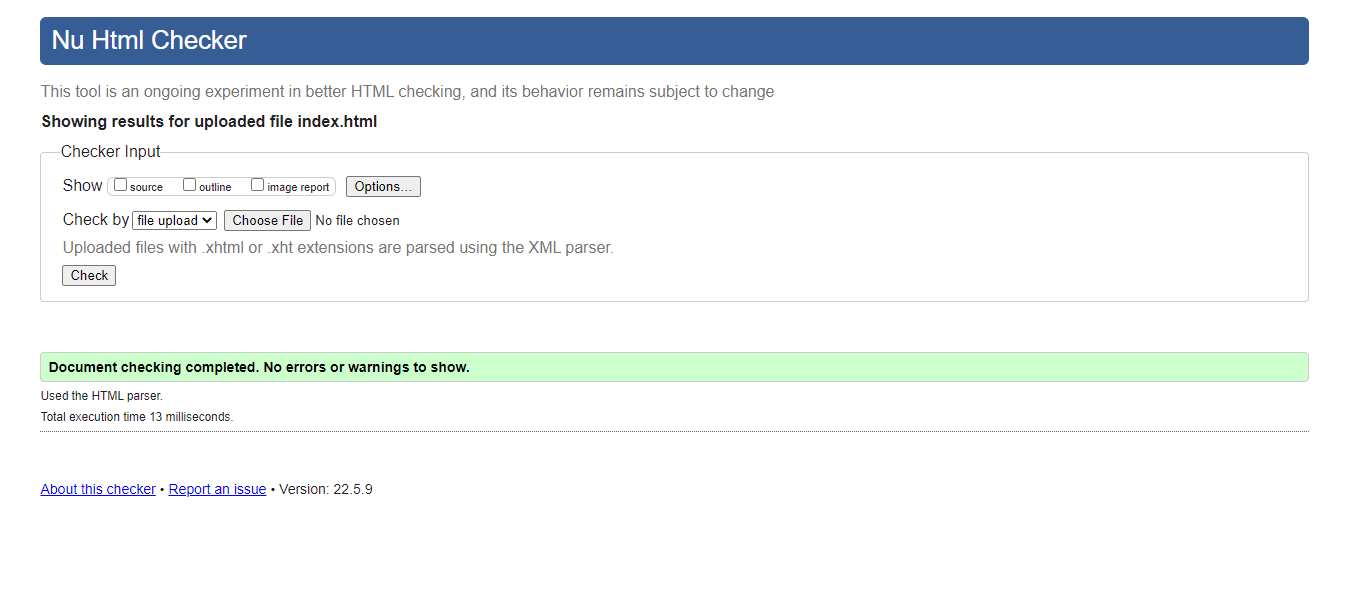 Nu Html Checker
This tool is an ongoing experiment in better HTML checking, and its behavior remains subject to change
Showing results for uploaded file index.html
Checker Input
Show source outline image report Options...
Check by file upload Choose File No file chosen
Uploaded files with .xhtml or .xht extensions are parsed using the XML parser.
Check
Document checking completed. No errors or warnings to show.
Used the HTML parser.
Total execution time 13 milliseconds.
About this checker • Report an issue • Version: 22.5.9